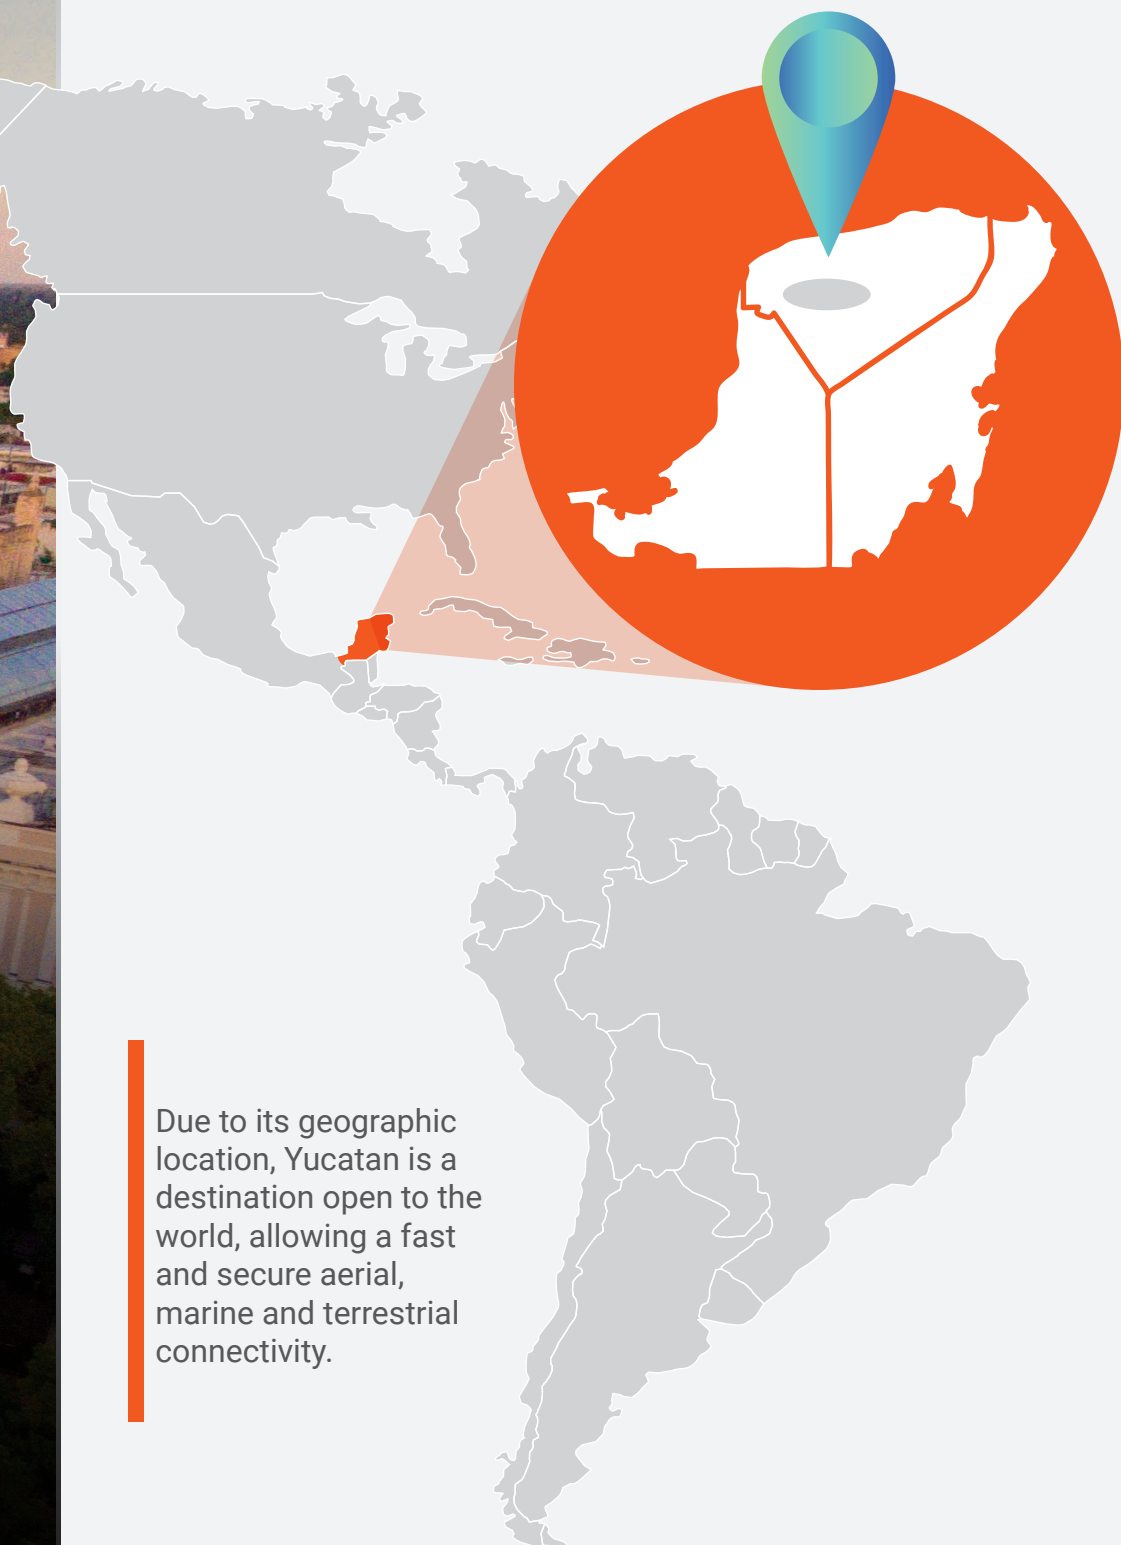 Due to its geographic
location, Yucatan is a
destination open to the
world, allowing a fast
and secure aerial,
marine and terrestrial
connectivity.